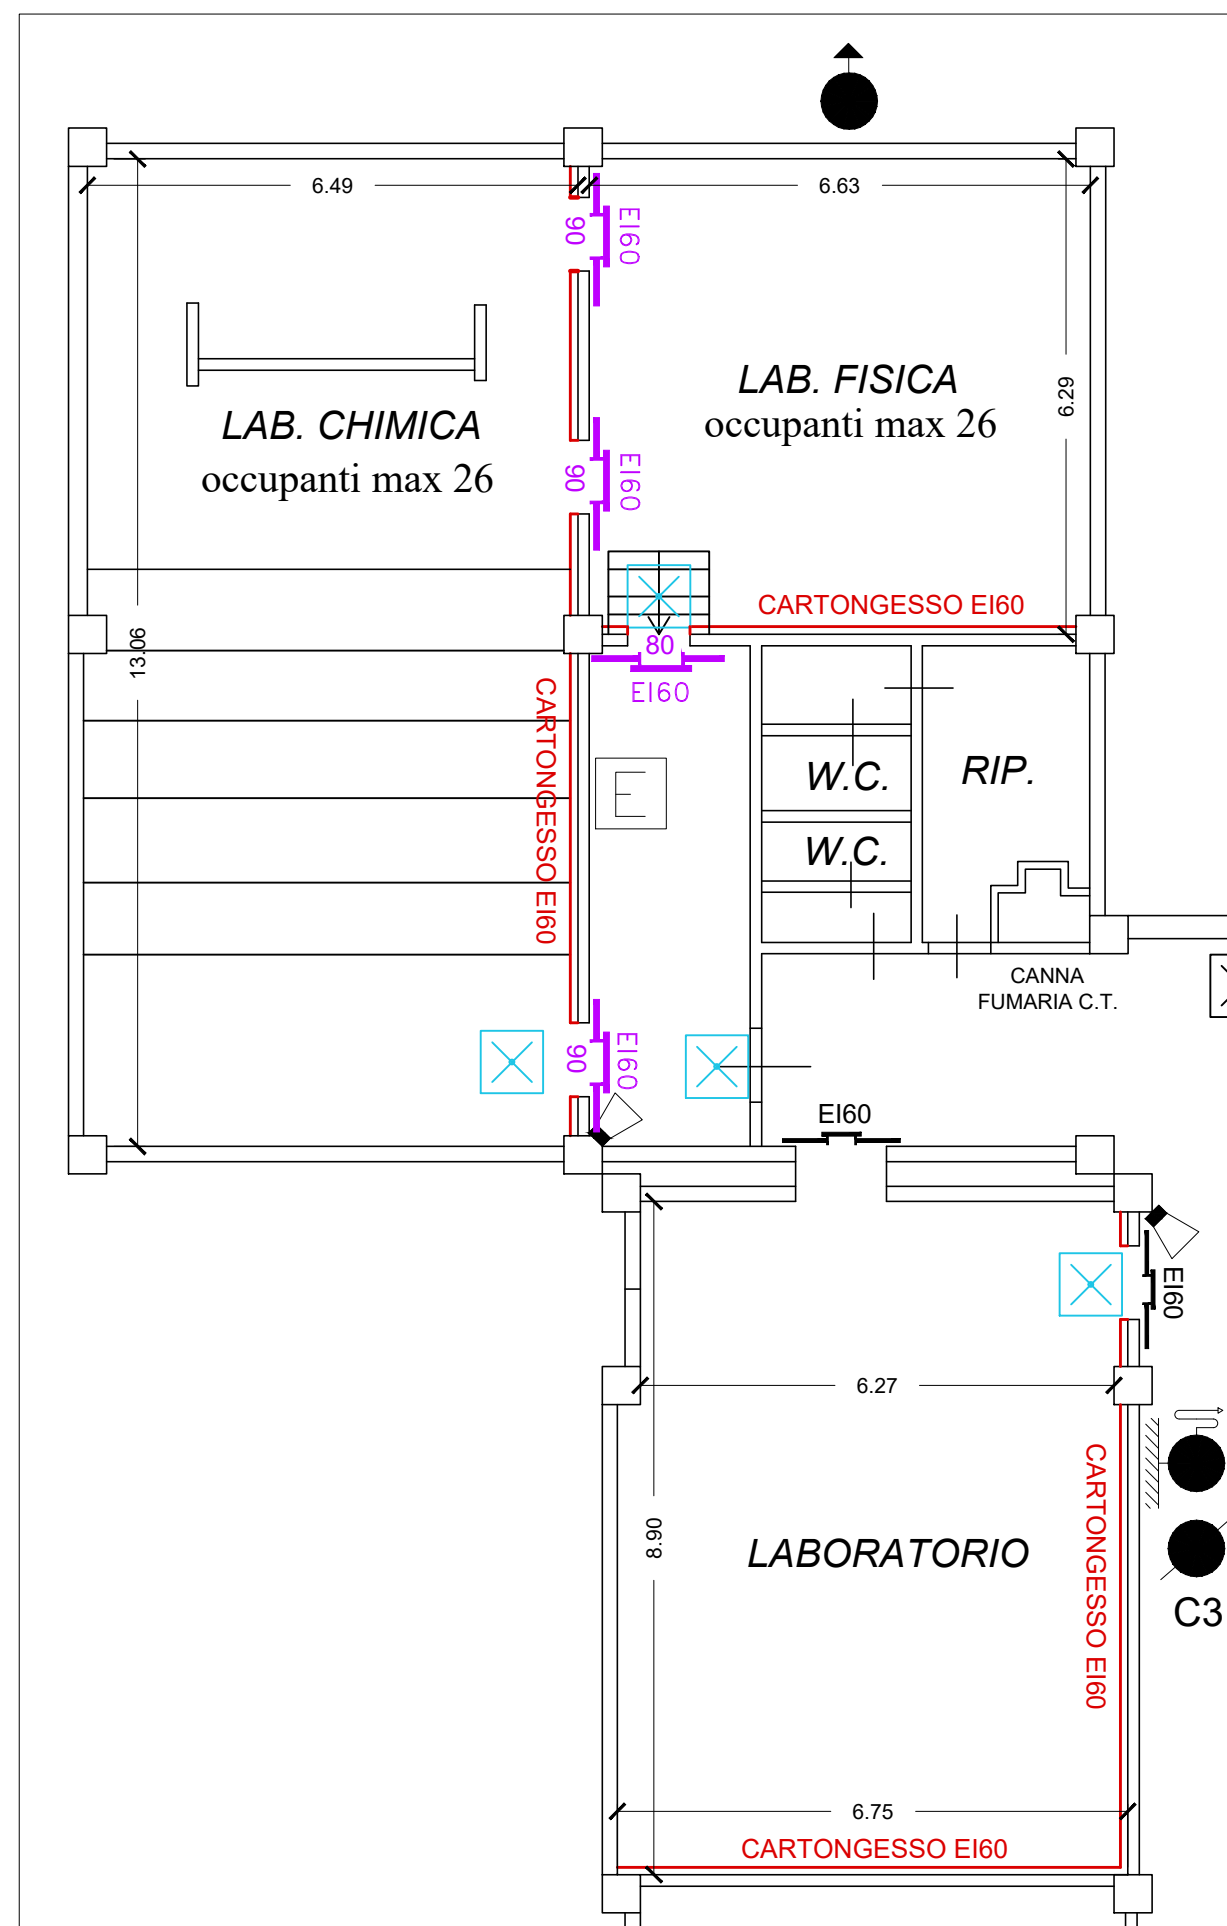 6.49
6.63
90
EI60
LAB. FISICA
occupanti max 26
6.29
LAB. CHIMICA
occupanti max 26
90
EI60
CARTONGESSO EI60
13.06
80
EI60
CARTONGESSO EI60
E
W.C.
RIP.
W.C.
CANNA
FUMARIA C.T.
90
EI60
EI60
EI60
6.27
CARTONGESSO EI60
8.90
LABORATORIO
C3
6.75
CARTONGESSO EI60